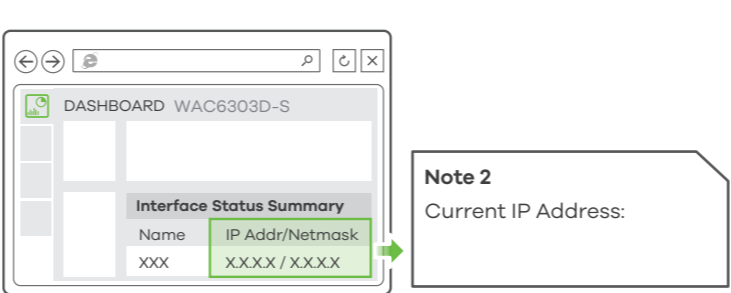 DASHBOARD WAC6303D-S
Interface Status Summary
Name IP Addr/Netmask
XXX X.X.X.X / X.X.X.X
Note 2
Current IP Address: